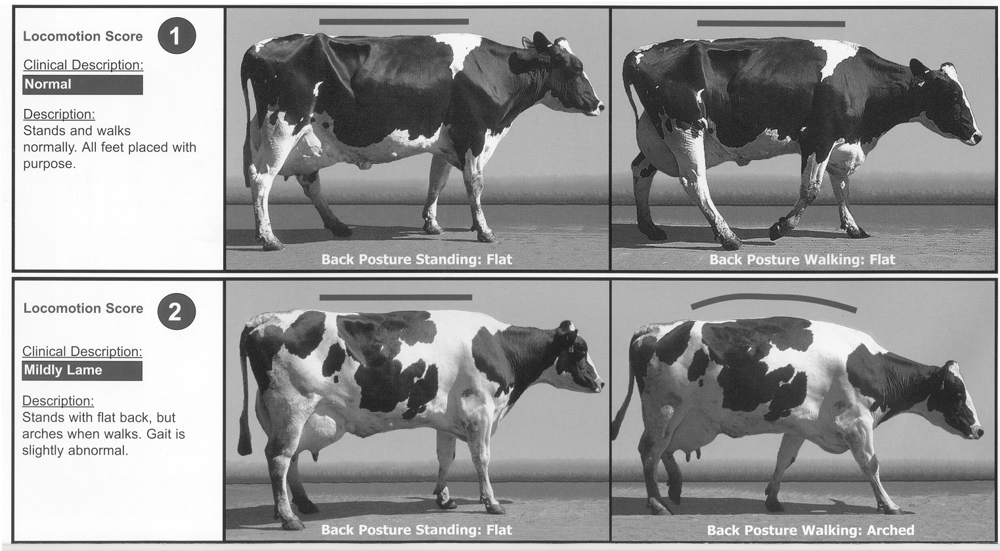 Locomotion Score 1
Clinical Description:
Normal
Description:
Stands and walks
normally. All feet placed with
purpose.
Back Posture Standing: Flat
Back Posture Walking: Flat
Locomotion Score 2
Clinical Description:
Mildly Lame
Description:
Stands with flat back, but
arches when walks. Gait is
slightly abnormal.
Back Posture Standing: Flat
Back Posture Walking: Arched